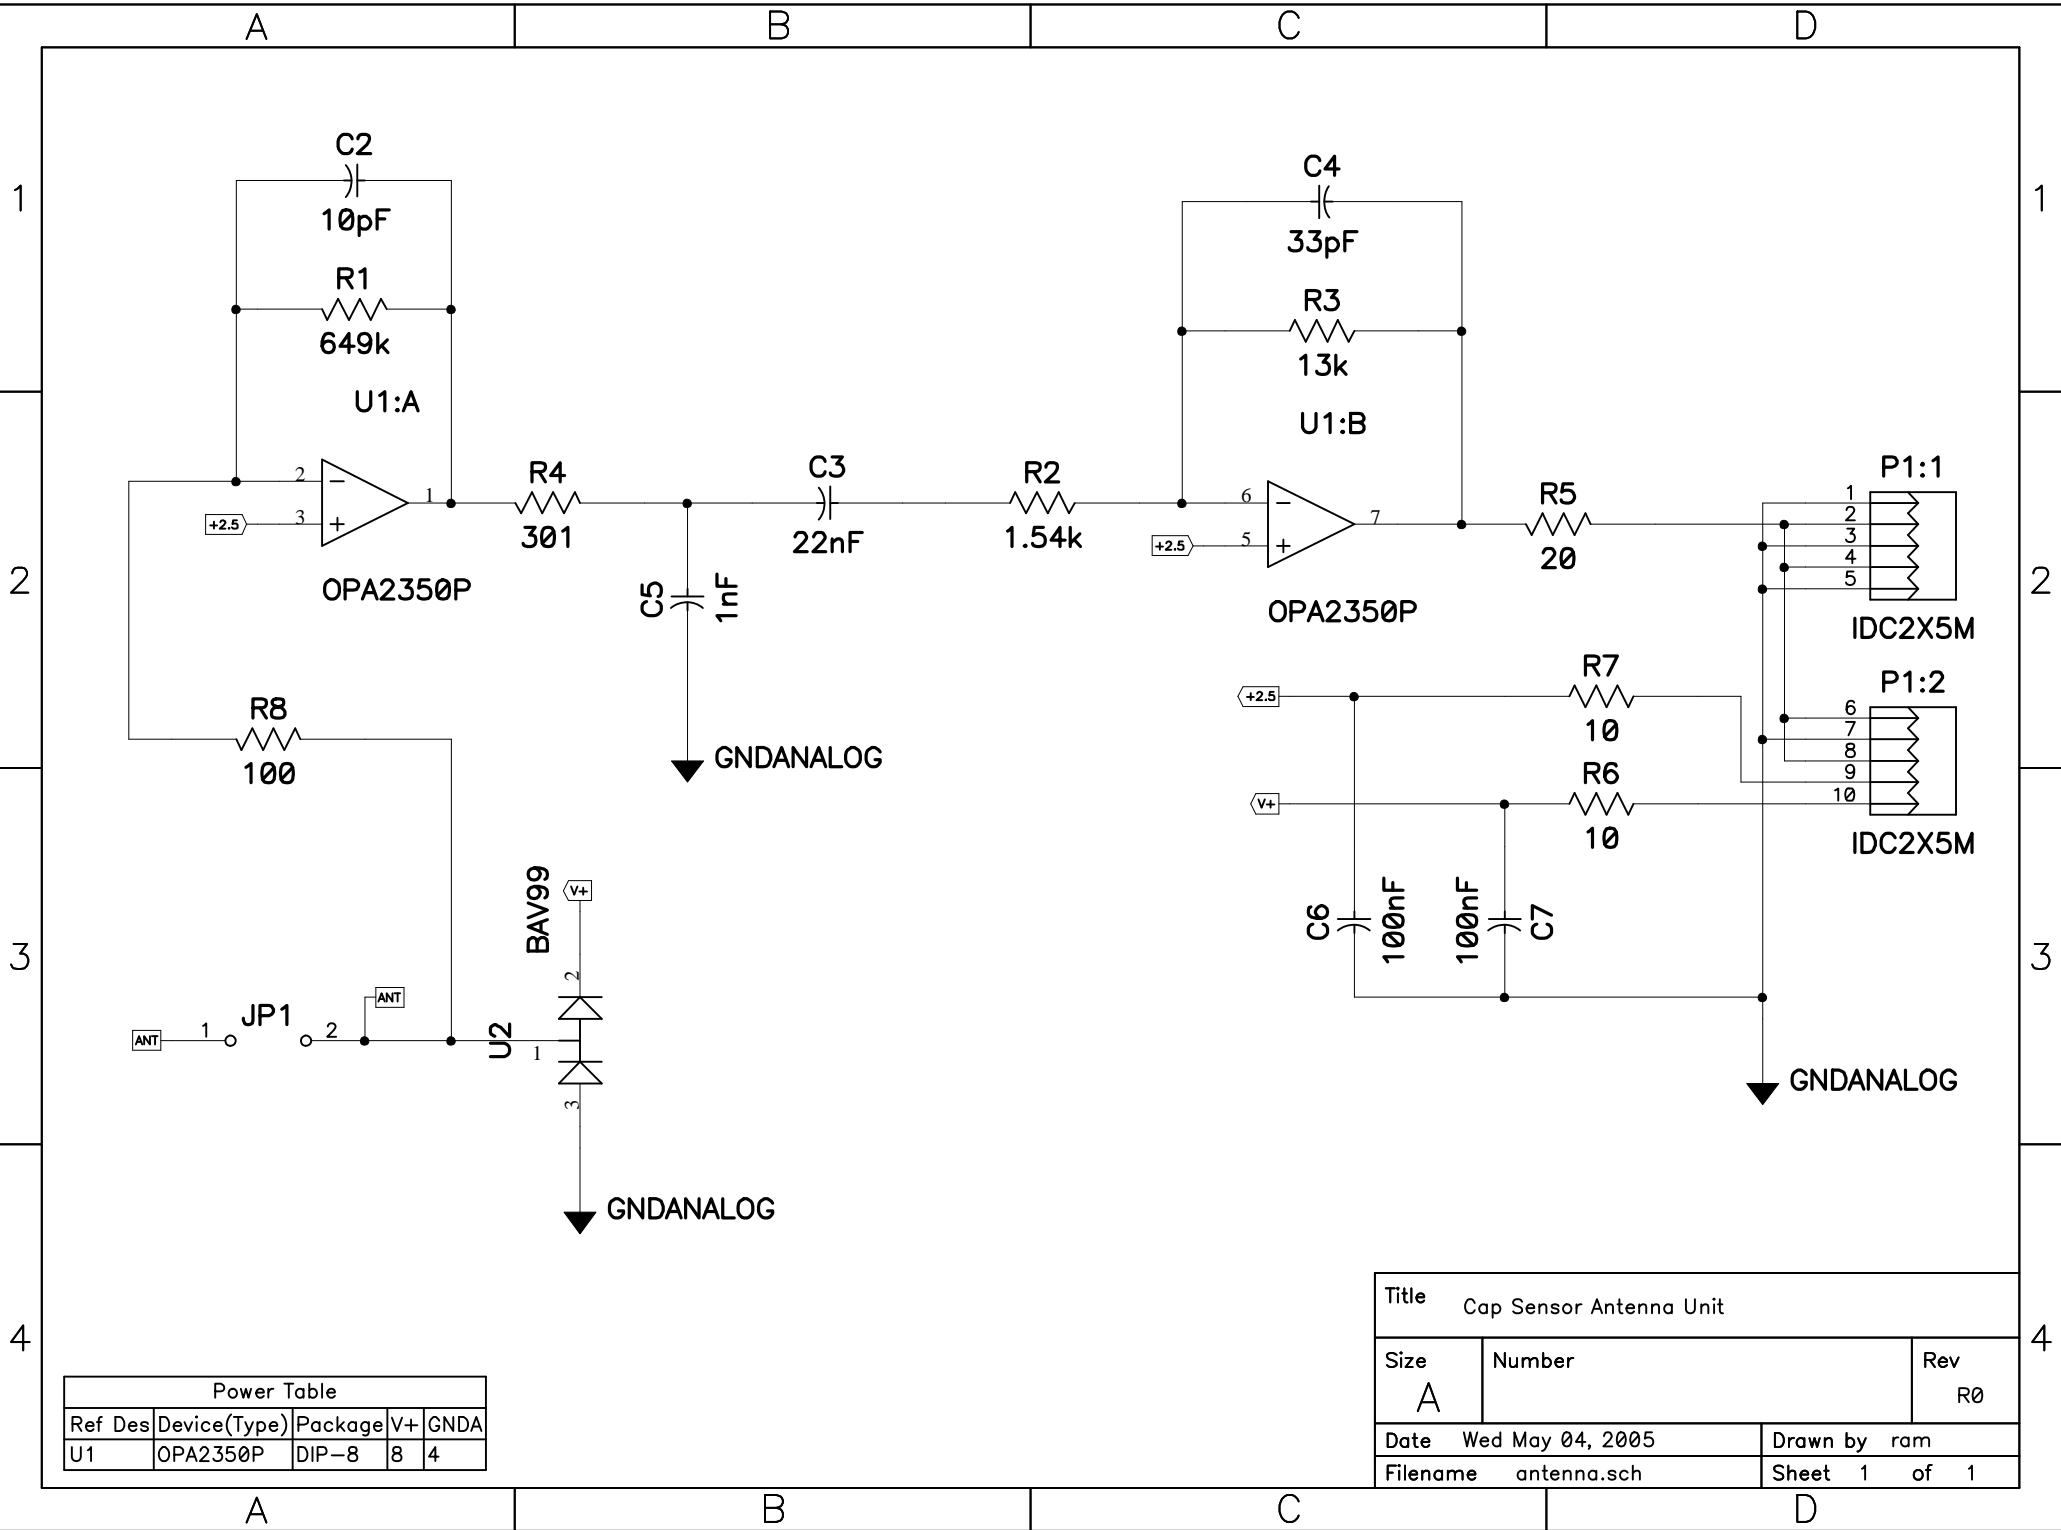 A B C D
1 1
C2
10pF
R1
649k
U1:A
C4
33pF
R3
13k
U1:B
2 2
2
+2.5 3
1
OPA2350P
R4
301
C5 1nF
GNDANALOG
C3
22nF
R2
1.54k
6
+2.5 5
7
OPA2350P
R5
20
P1:1
1
2
3
4
5
IDC2X5M
R8
100
+2.5
R7
10
V+
R6
10
P1:2
6
7
8
9
10
IDC2X5M
3 3
BAV99
V+
2
U2
1
3
GNDANALOG
ANT
1 JP1 2
ANT
C6 100nF
100nF C7
GNDANALOG
4 4
Power Table
Ref Des Device(Type) Package V+ GNDA
U1 OPA2350P DIP-8 8 4
Title Cap Sensor Antenna Unit
Size Number Rev
A R0
Date Wed May 04, 2005 Drawn by ram
Filename antenna.sch Sheet 1 of 1
A B C D